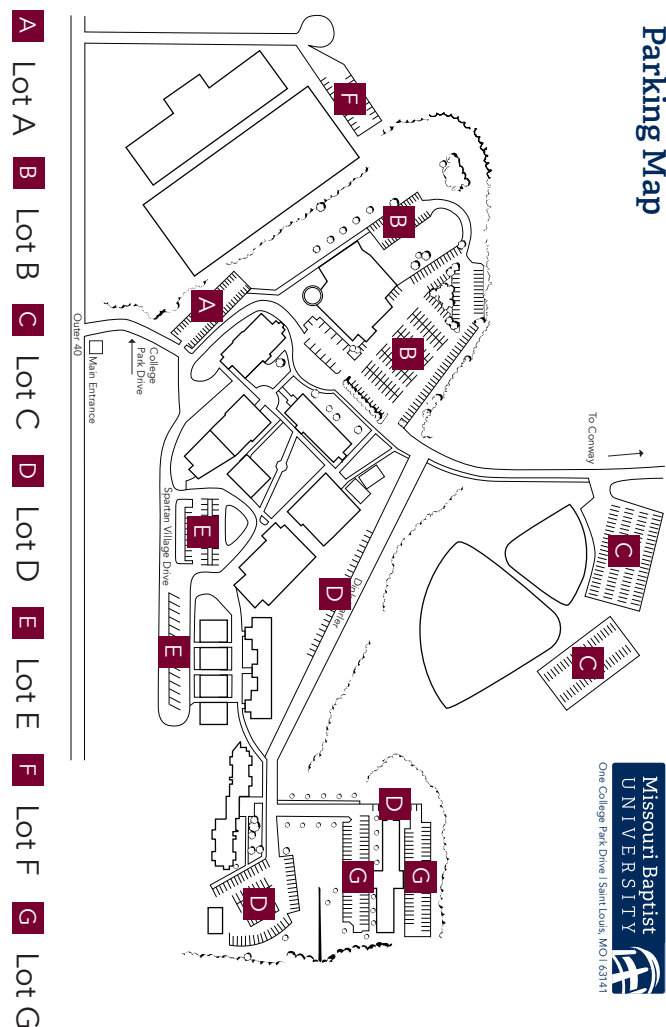 Parking Map
Missouri Baptist
UNIVERSITY
One College Park Drive | Saint Louis, MO | 63141
To Conway
C
C
G
G
D
D
D
B
B
F
A
E
E
College
Park Drive
Main Entrance
Outer 40
Spartan Village Drive
A Lot A
B Lot B
C Lot C
D Lot D
E Lot E
F Lot F
G Lot G